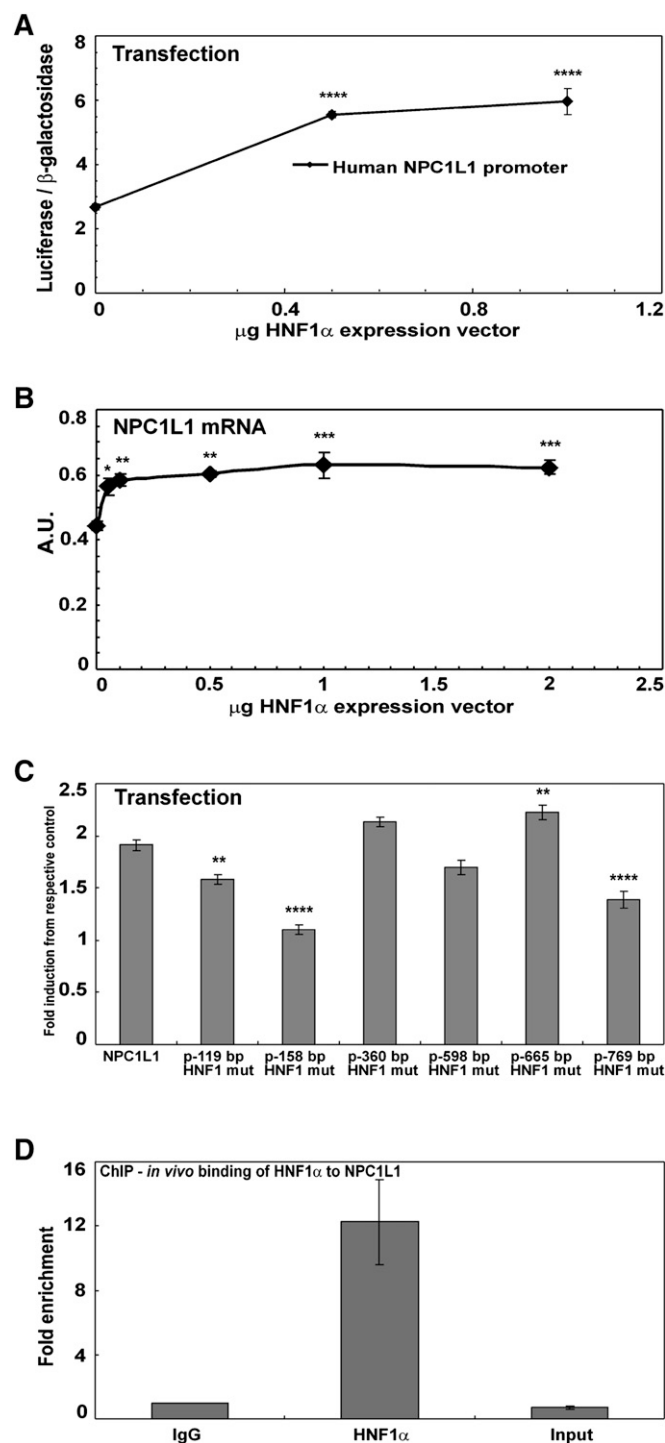 A
Transfection
Luciferase / β-galactosidase
8
6
4
2
0
****
****
Human NPC1L1 promoter
0 0.4 0.8 1.2
μg HNF1α expression vector
B
NPC1L1 mRNA
A.U.
0.8
0.6
0.4
0.2
0
* ** ** *** ***
0 0.5 1 1.5 2 2.5
μg HNF1α expression vector
C
Transfection
Fold induction from respective control
2.5
2
1.5
1
0.5
0
** **** ** ****
NPC1L1 p-119 bp p-158 bp p-360 bp p-598 bp p-665 bp p-769 bp
HNF1 mut HNF1 mut HNF1 mut HNF1 mut HNF1 mut HNF1 mut
D
ChIP - in vivo binding of HNF1α to NPC1L1
Fold enrichment
16
12
8
4
0
IgG HNF1α Input